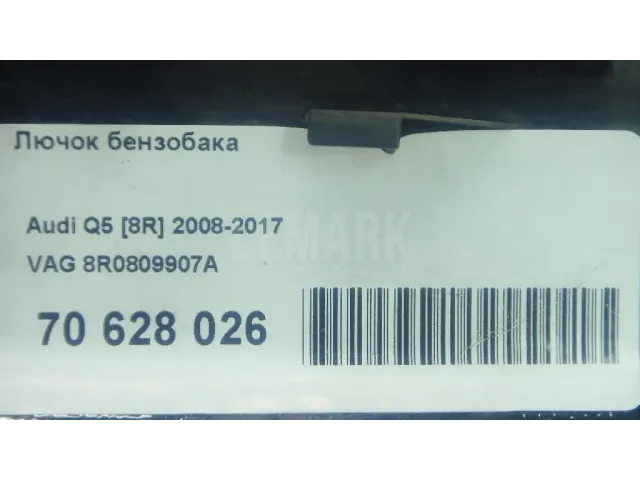 Лючок бензобака
Audi Q5 [8R] 2008-2017
VAG 8R0809907A
70 628 026